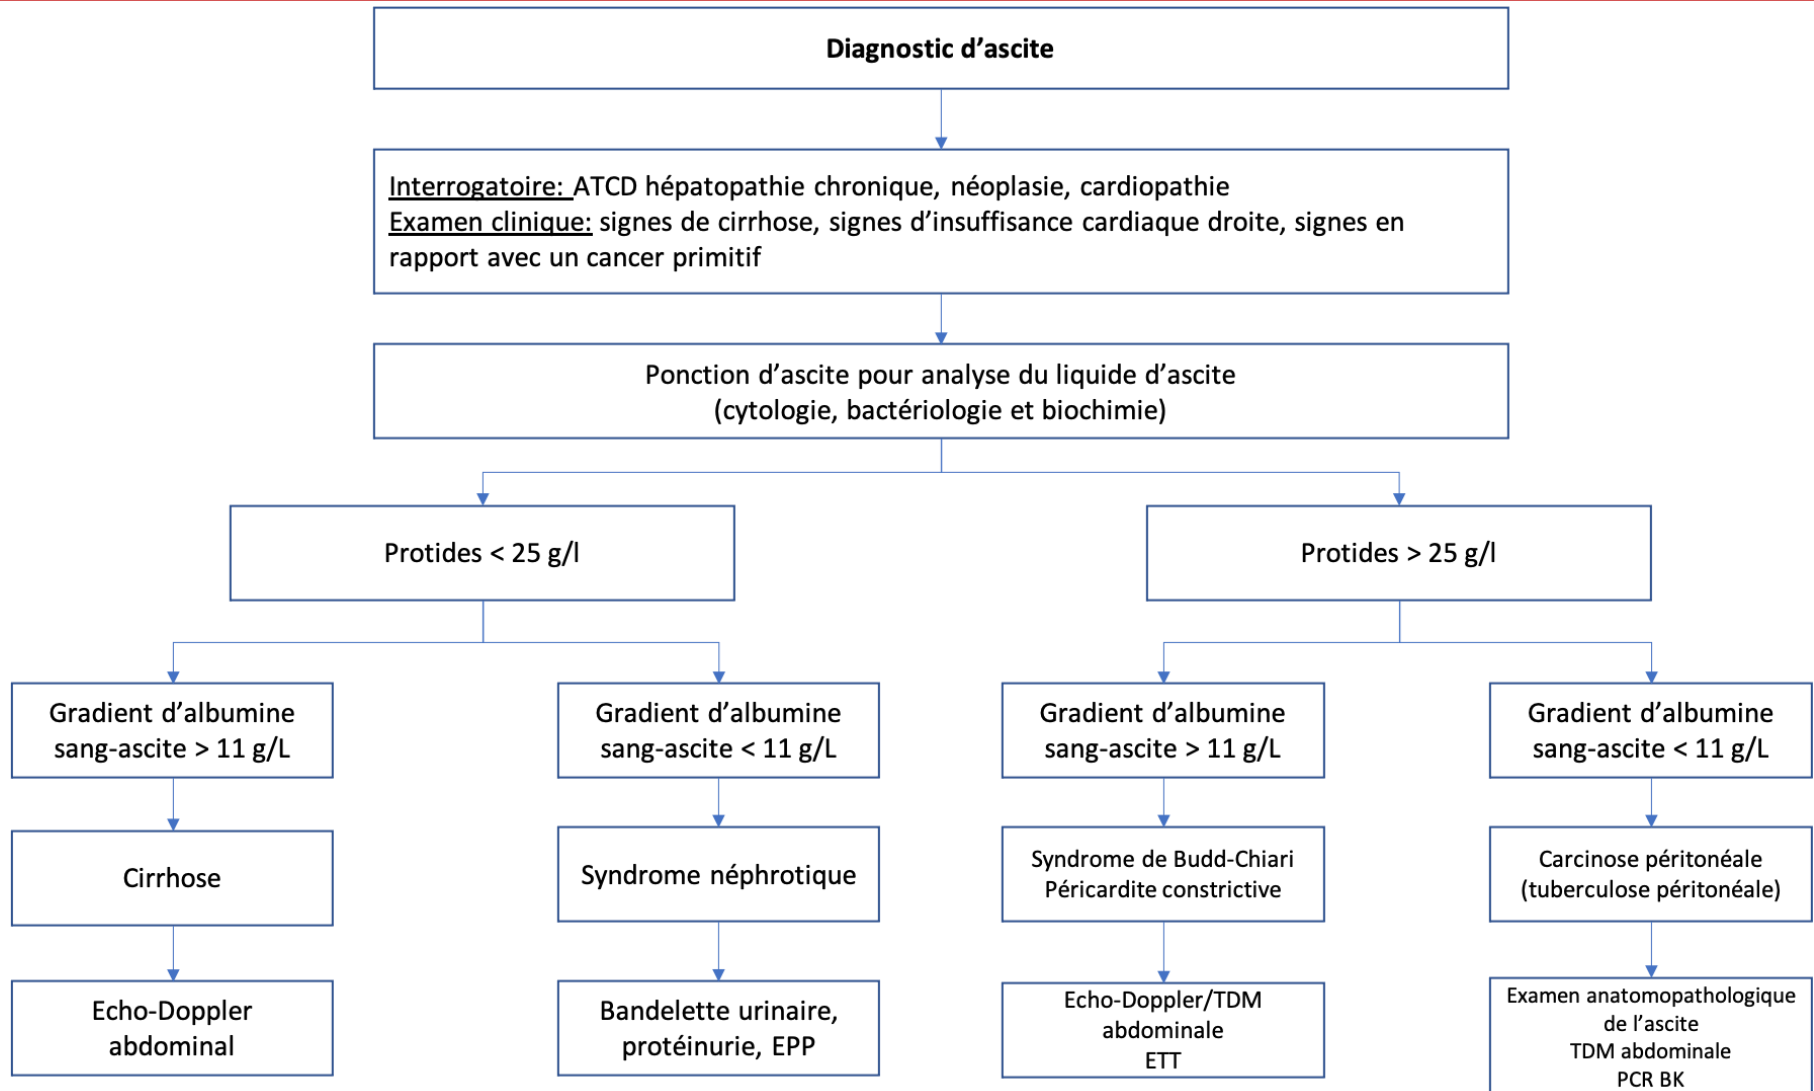 Diagnostic d’ascite
Interrogatoire: ATCD hépatopathie chronique, néoplasie, cardiopathie
Examen clinique: signes de cirrhose, signes d’insuffisance cardiaque droite, signes en
rapport avec un cancer primitif
Ponction d’ascite pour analyse du liquide d’ascite
(cytologie, bactériologie et biochimie)
Protides < 25 g/l
Protides > 25 g/l
Gradient d’albumine
sang-ascite > 11 g/L
Gradient d’albumine
sang-ascite < 11 g/L
Gradient d’albumine
sang-ascite > 11 g/L
Gradient d’albumine
sang-ascite < 11 g/L
Cirrhose
Syndrome néphrotique
Syndrome de Budd-Chiari
Péricardite constrictive
Carcinose péritonéale
(tuberculose péritonéale)
Echo-Doppler
abdominal
Bandelette urinaire,
protéinurie, EPP
Echo-Doppler/TDM
abdominale
ETT
Examen anatomopathologique
de l’ascite
TDM abdominale
PCR BK